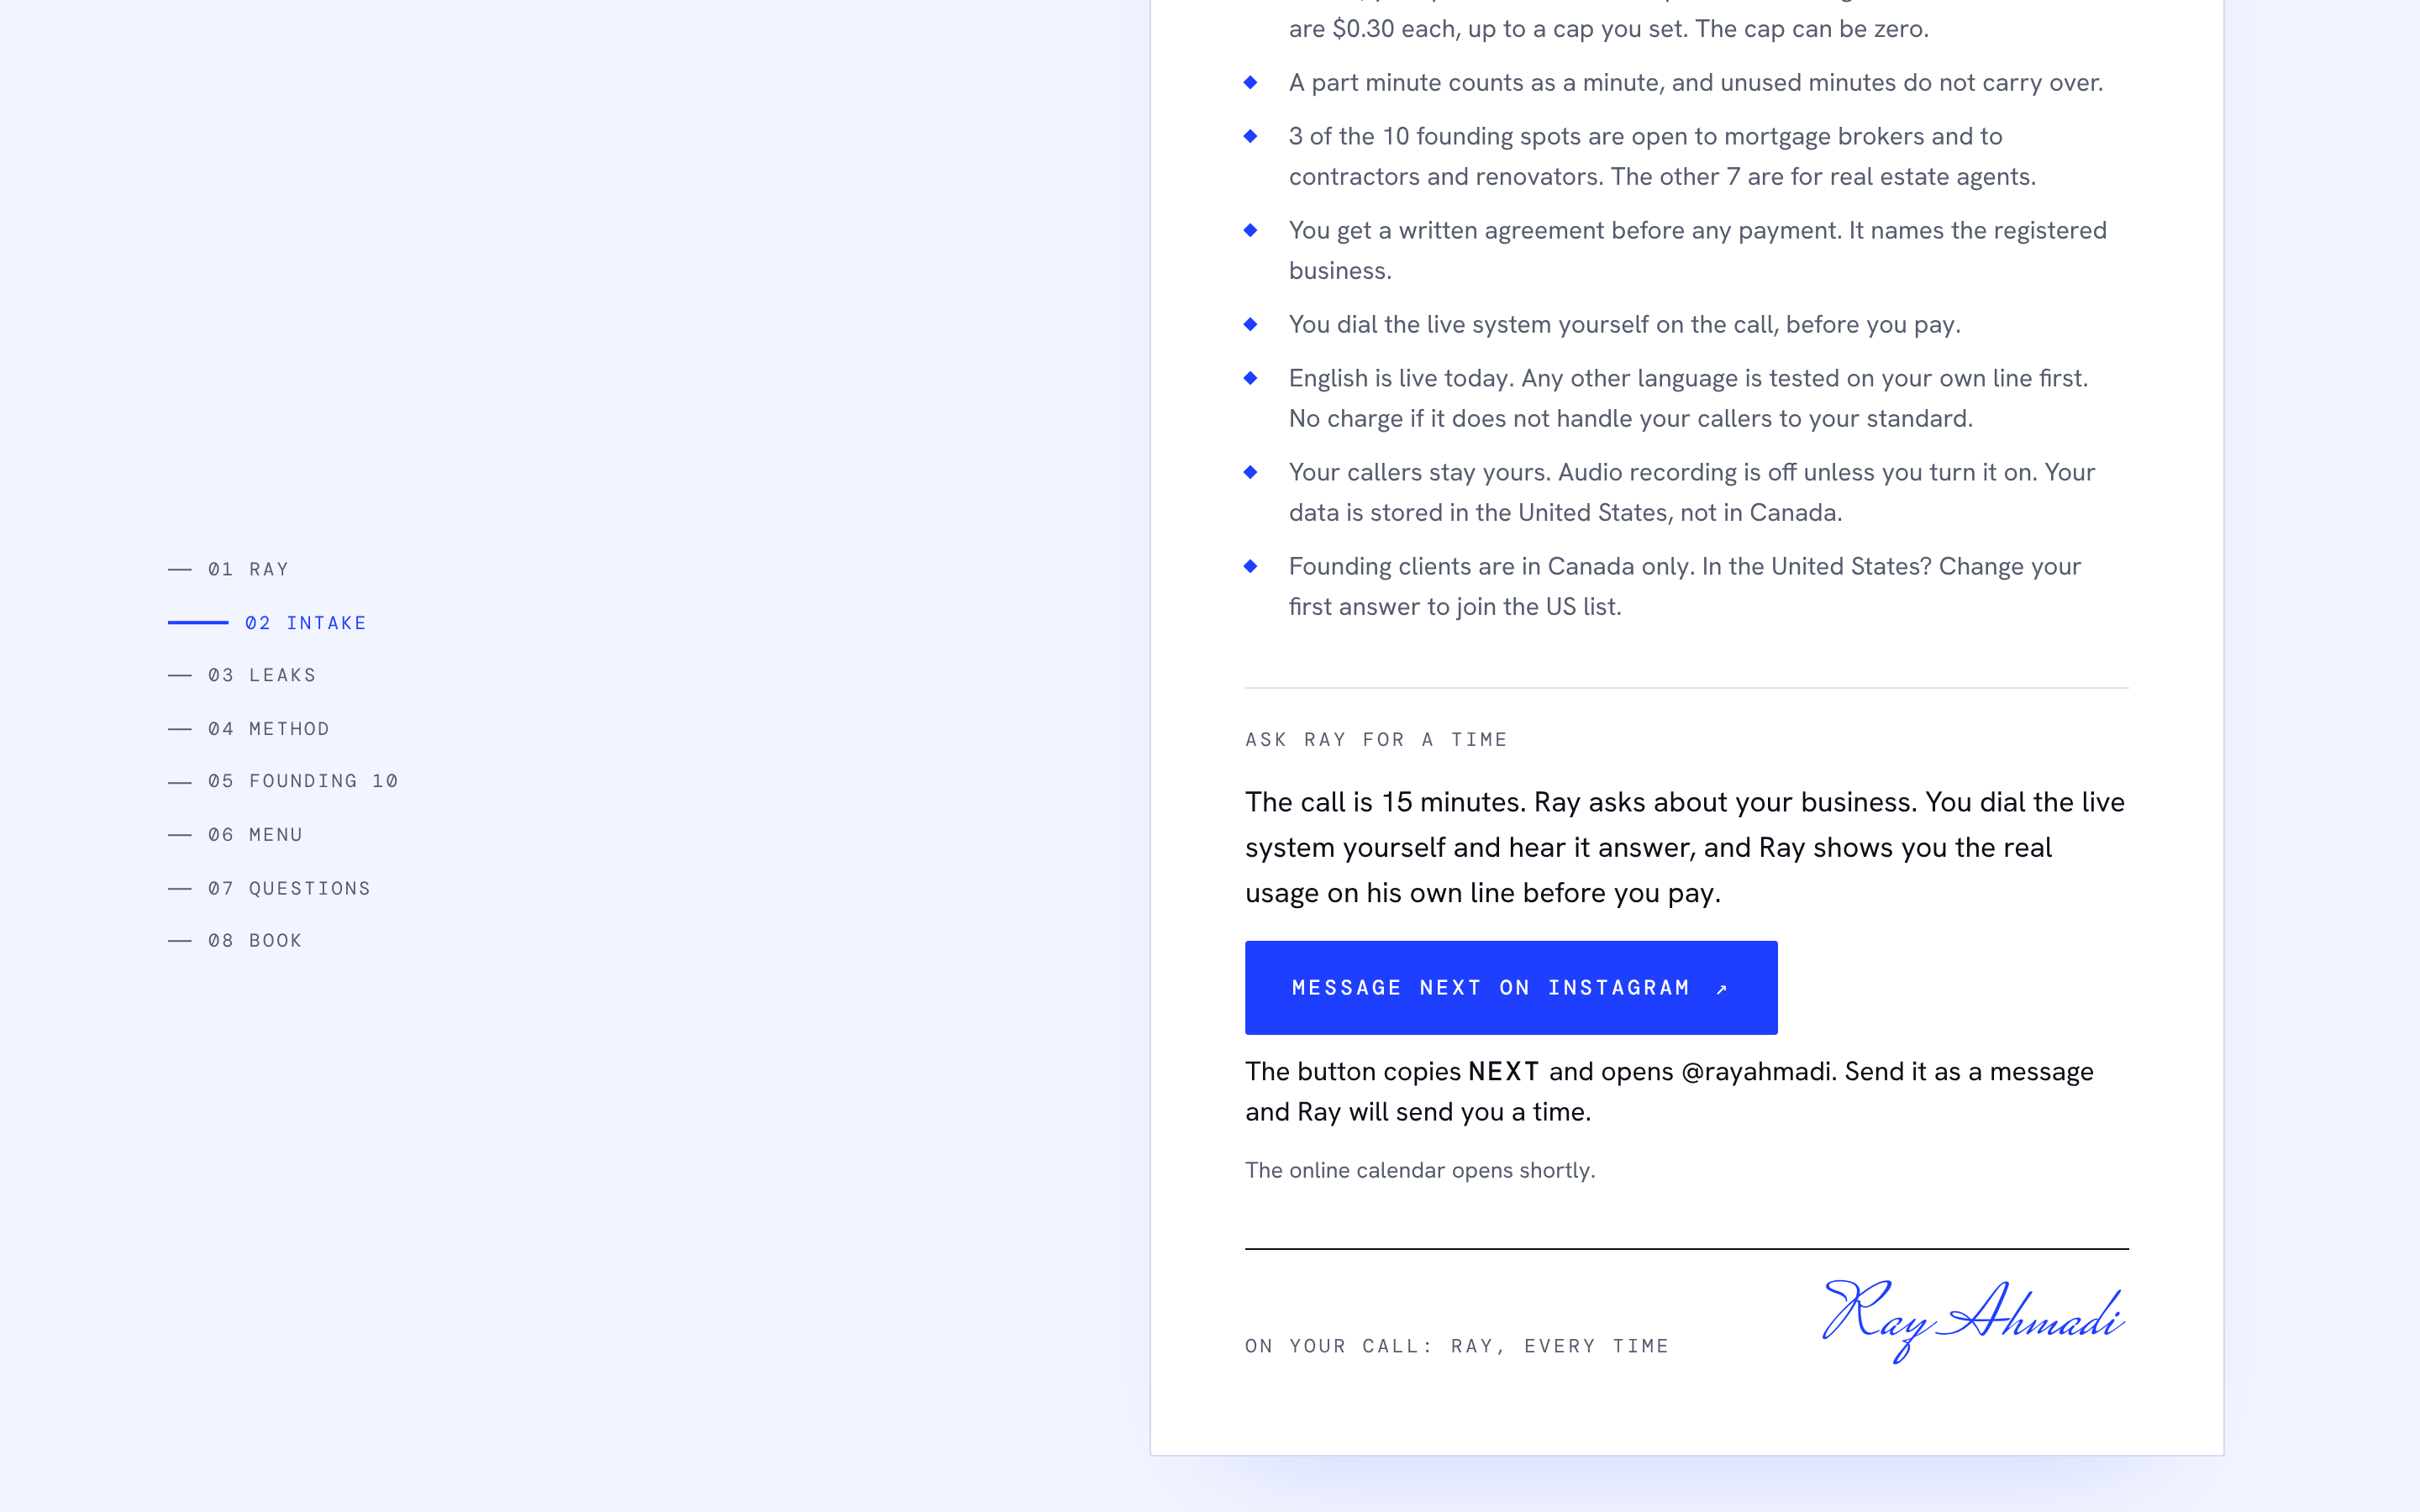 are $0.30 each, up to a cap you set. The cap can be zero.
A part minute counts as a minute, and unused minutes do not carry over.
3 of the 10 founding spots are open to mortgage brokers and to
contractors and renovators. The other 7 are for real estate agents.
You get a written agreement before any payment. It names the registered
business.
You dial the live system yourself on the call, before you pay.
English is live today. Any other language is tested on your own line first.
No charge if it does not handle your callers to your standard.
Your callers stay yours. Audio recording is off unless you turn it on. Your
data is stored in the United States, not in Canada.
Founding clients are in Canada only. In the United States? Change your
first answer to join the US list.
01 RAY
02 INTAKE
03 LEAKS
04 METHOD
05 FOUNDING 10
06 MENU
07 QUESTIONS
08 BOOK
ASK RAY FOR A TIME
The call is 15 minutes. Ray asks about your business. You dial the live
system yourself and hear it answer, and Ray shows you the real
usage on his own line before you pay.
MESSAGE NEXT ON INSTAGRAM ↗
The button copies NEXT and opens @rayahmadi. Send it as a message
and Ray will send you a time.
The online calendar opens shortly.
ON YOUR CALL: RAY, EVERY TIME
Ray Ahmadi